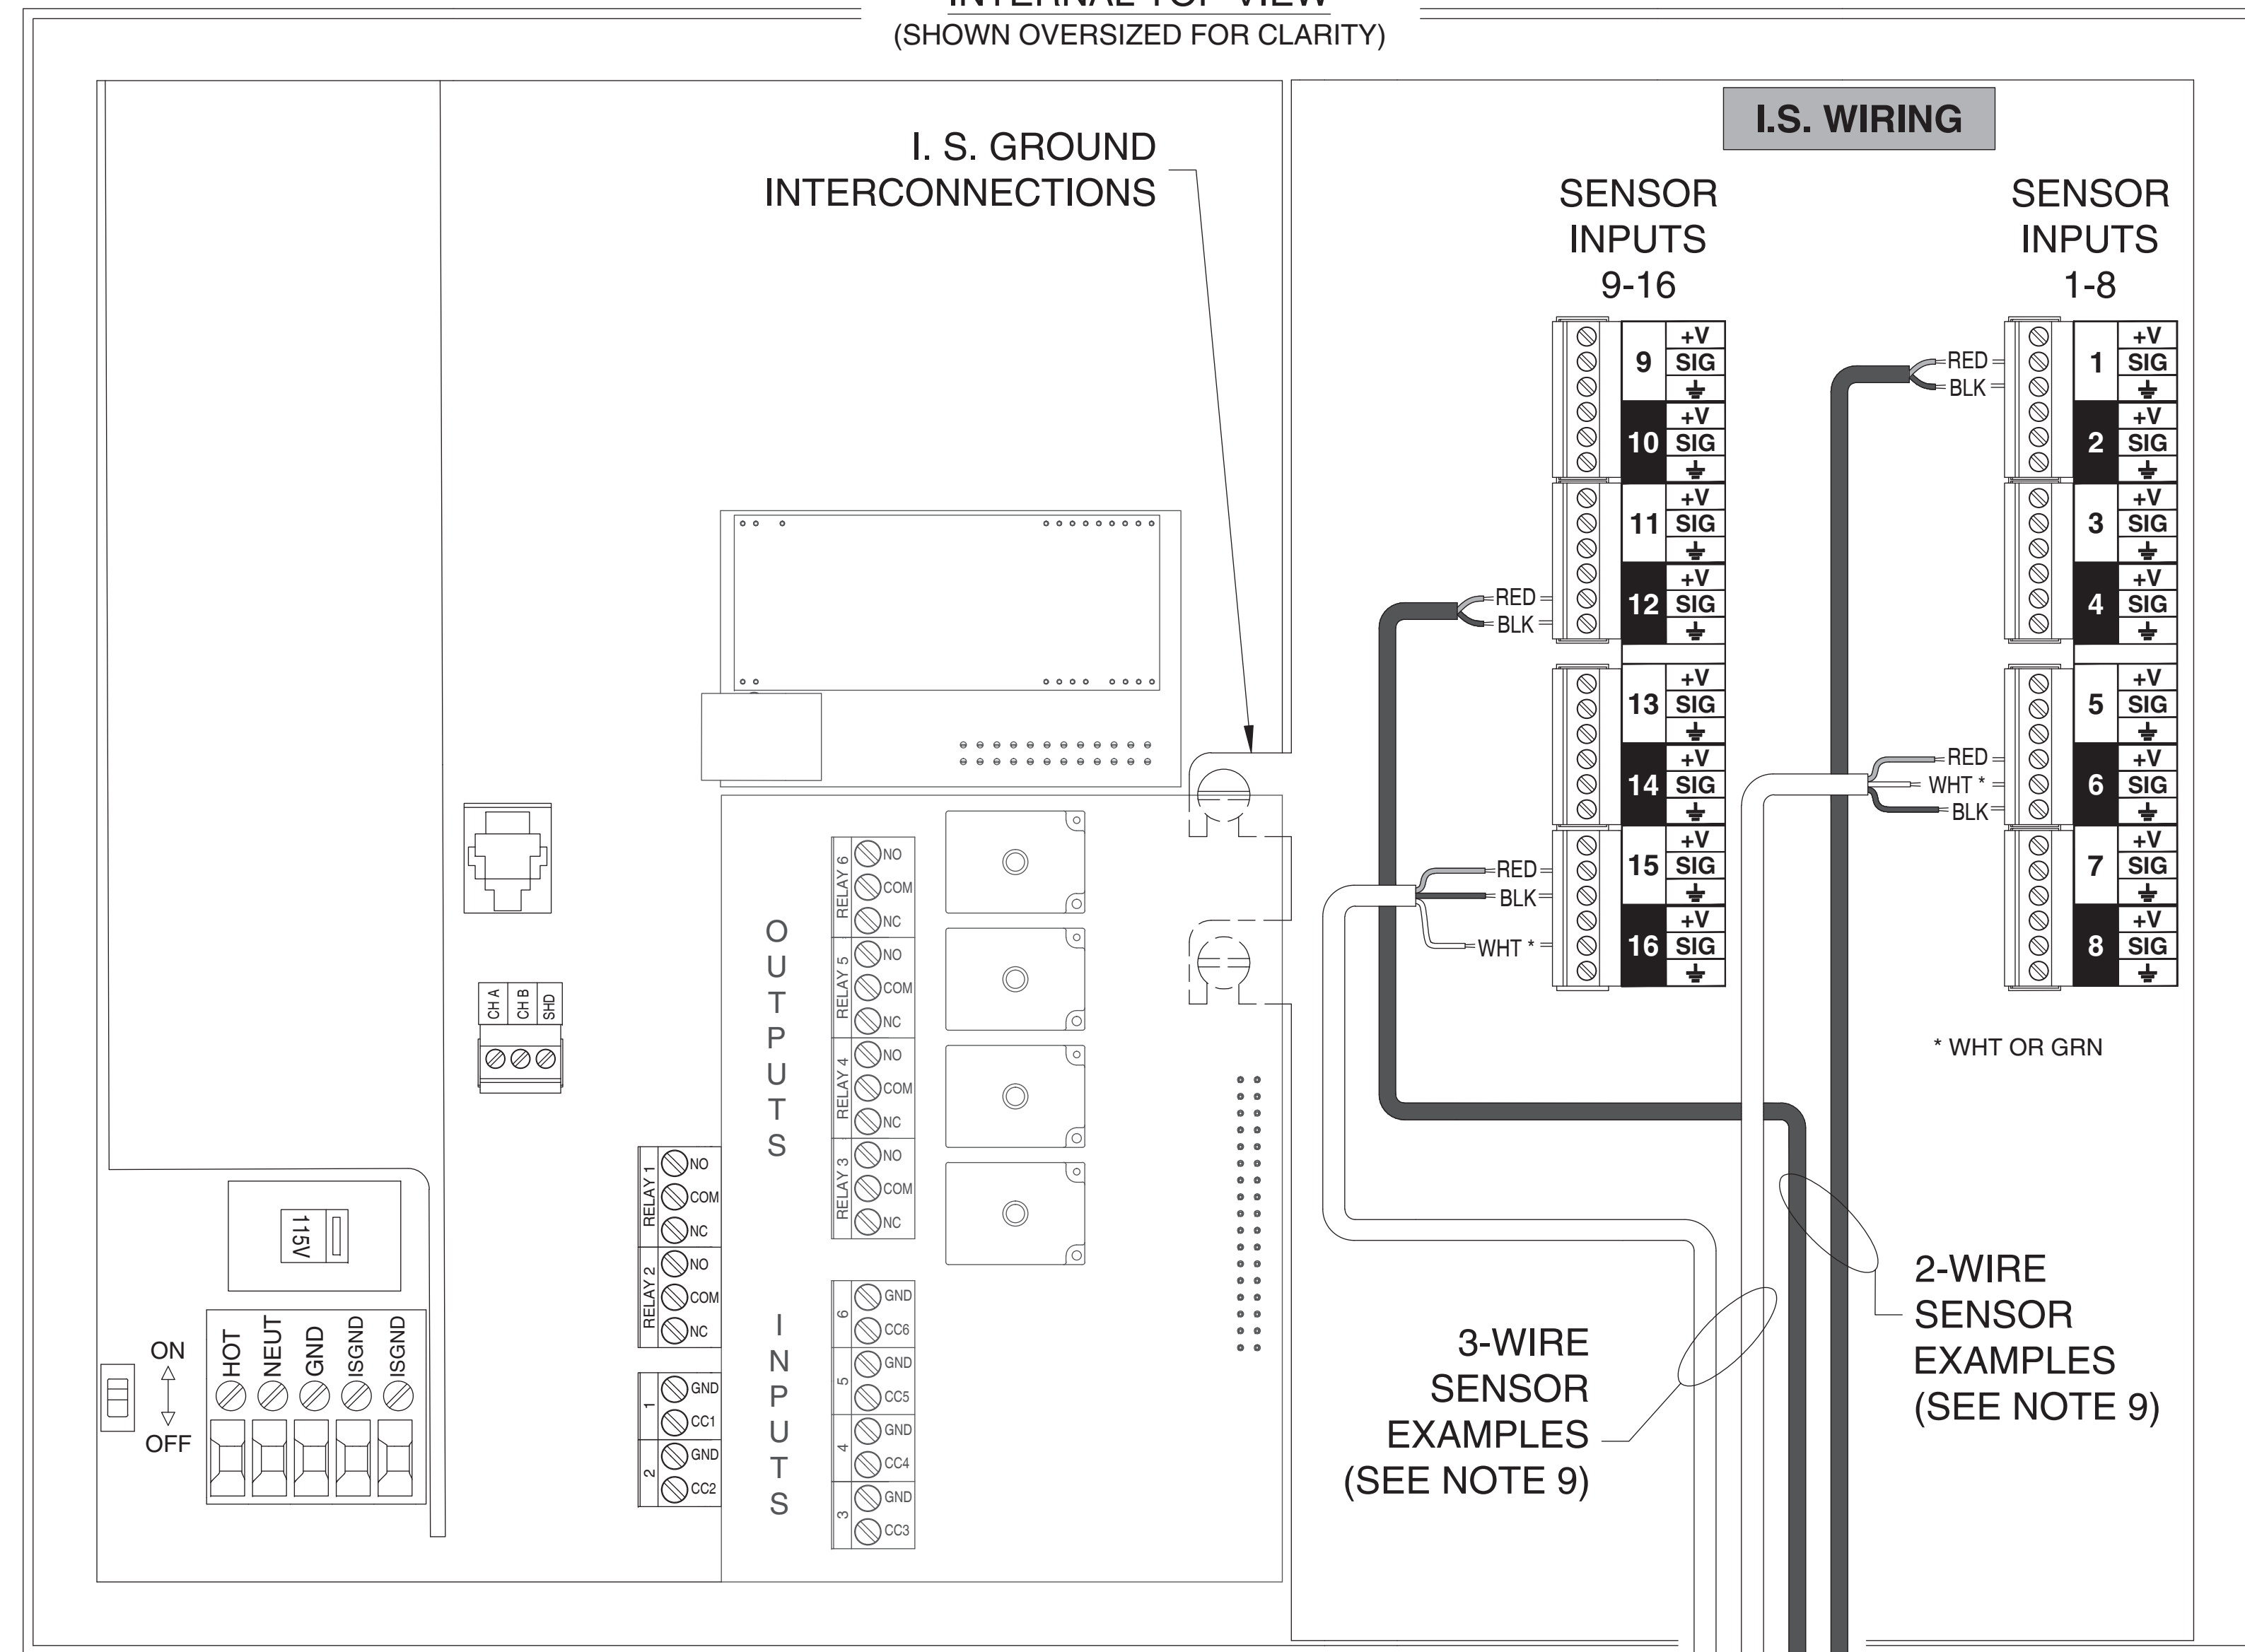 INTERNAL TOP VIEW
(SHOWN OVERSIZED FOR CLARITY)
I. S. GROUND
INTERCONNECTIONS
I.S. WIRING
SENSOR
INPUTS
9-16
9 +V
SIG
10 +V
SIG
11 +V
SIG
12 +V
SIG
13 +V
SIG
14 +V
SIG
15 +V
SIG
16 +V
SIG
RED
BLK
RED
BLK
WHT *
SENSOR
INPUTS
1-8
1 +V
SIG
2 +V
SIG
3 +V
SIG
4 +V
SIG
5 +V
SIG
6 +V
SIG
7 +V
SIG
8 +V
SIG
RED
BLK
RED
WHT *
BLK
* WHT OR GRN
2-WIRE
SENSOR
EXAMPLES
(SEE NOTE 9)
3-WIRE
SENSOR
EXAMPLES
(SEE NOTE 9)
CH A
CH B
SHD
OUTPUTS
RELAY 6
NO
COM
NC
RELAY 5
NO
COM
NC
RELAY 4
NO
COM
NC
RELAY 3
NO
COM
NC
RELAY 1
NO
COM
NC
RELAY 2
NO
COM
NC
INPUTS
1
GND
CC1
2
GND
CC2
6
GND
CC6
5
GND
CC5
4
GND
CC4
3
GND
CC3
115V
ON
OFF
HOT
NEUT
GND
ISGND
ISGND